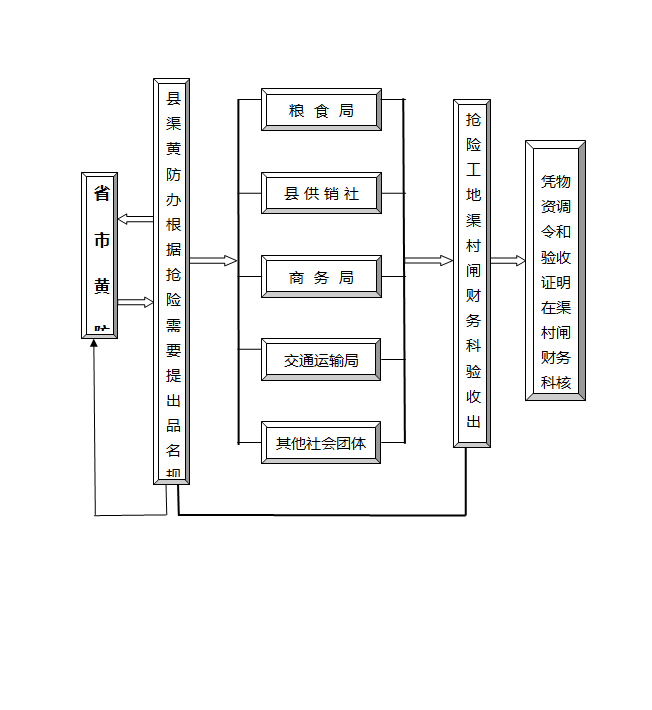 省市黄
县渠黄防办根据抢险需要提出品名
粮食局
县供销社
商务局
交通运输局
其他社会团体
抢险工地渠村闸财务科验收出
凭物
资调
令和
验收
证明
在渠
村闸
财务
科核